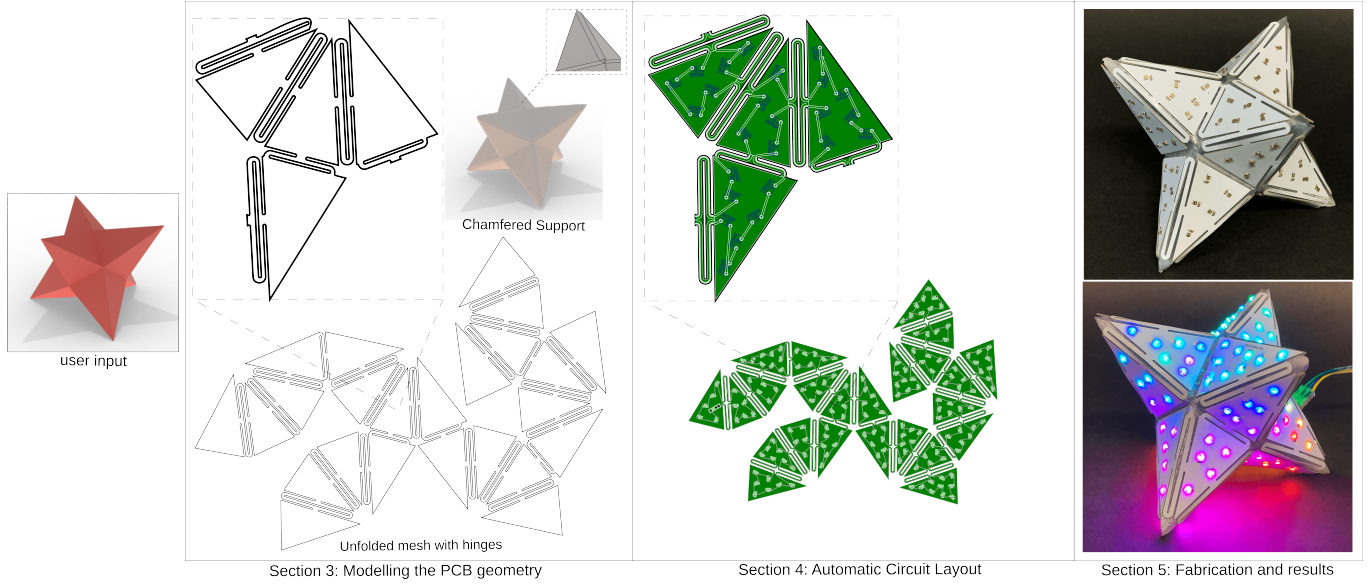 user input
Chamfered Support
Unfolded mesh with hinges
Section 3: Modelling the PCB geometry
Section 4: Automatic Circuit Layout
Section 5: Fabrication and results